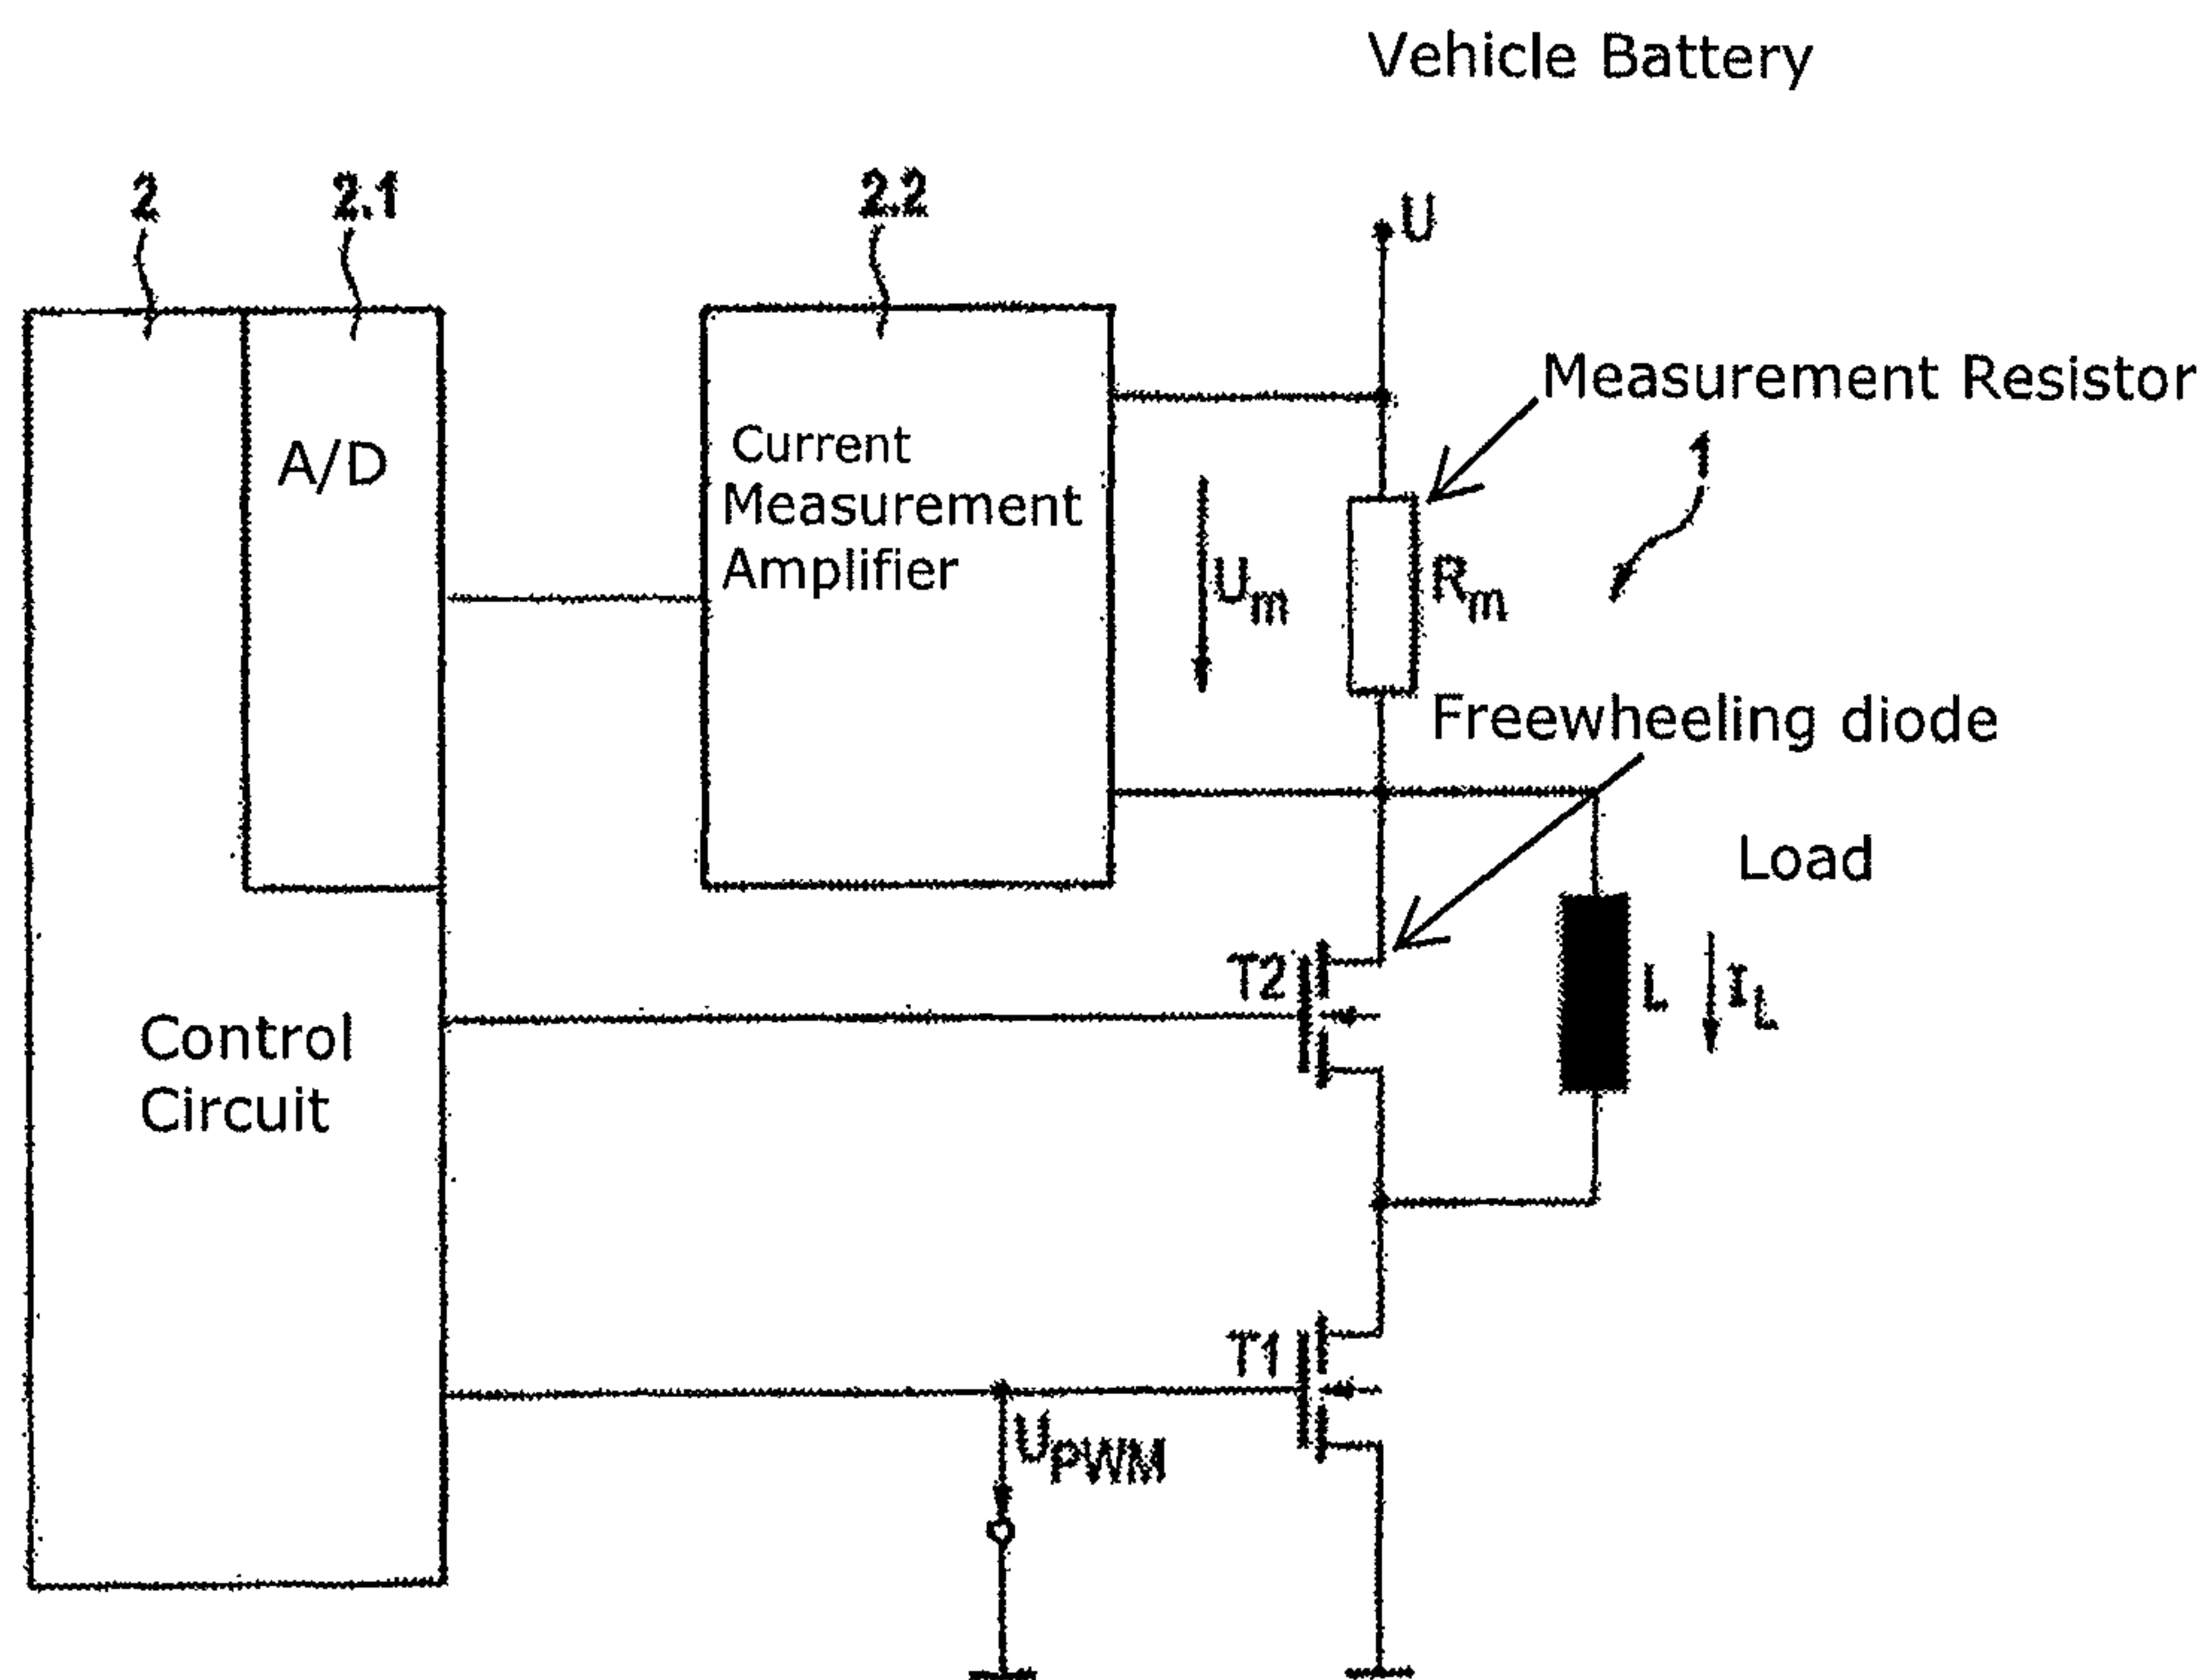 Vehicle Battery
2
2.1
2.2
U
Measurement Resistor
1
A/D
Current
Measurement
Amplifier
Um
Rm
Freewheeling diode
Load
T2
L
IL
Control
Circuit
T1
UPWM